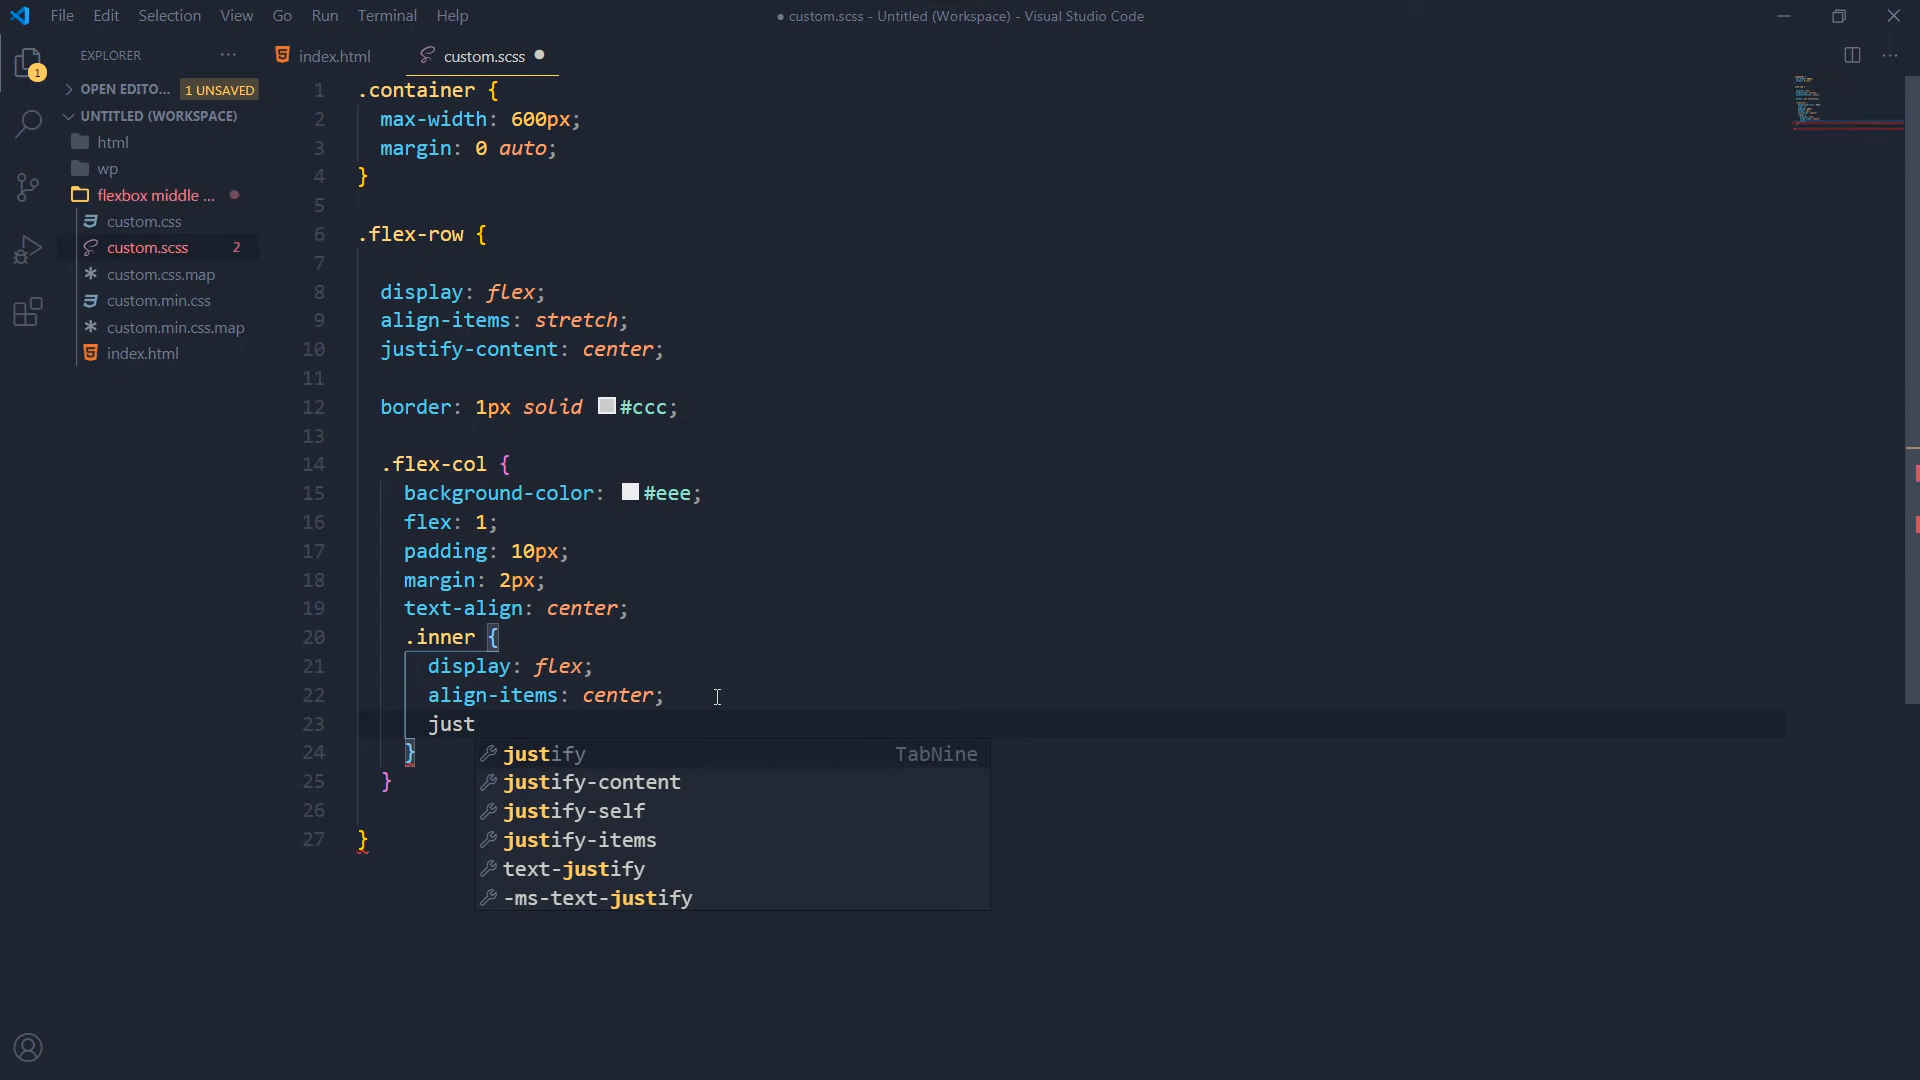 File Edit Selection View Go Run Terminal Help
● custom.scss - Untitled (Workspace) - Visual Studio Code
EXPLORER ···
index.html
custom.scss
1
OPEN EDITO... 1 UNSAVED
UNTITLED (WORKSPACE)
html
wp
flexbox middle ...
custom.css
custom.scss 2
custom.css.map
custom.min.css
custom.min.css.map
index.html
1 .container {
2 max-width: 600px;
3 margin: 0 auto;
4 }
5
6 .flex-row {
7
8 display: flex;
9 align-items: stretch;
10 justify-content: center;
11
12 border: 1px solid #ccc;
13
14 .flex-col {
15 background-color: #eee;
16 flex: 1;
17 padding: 10px;
18 margin: 2px;
19 text-align: center;
20 .inner {
21 display: flex;
22 align-items: center;
23 just
24 }
25 }
26
27 }
justify TabNine
justify-content
justify-self
justify-items
text-justify
-ms-text-justify